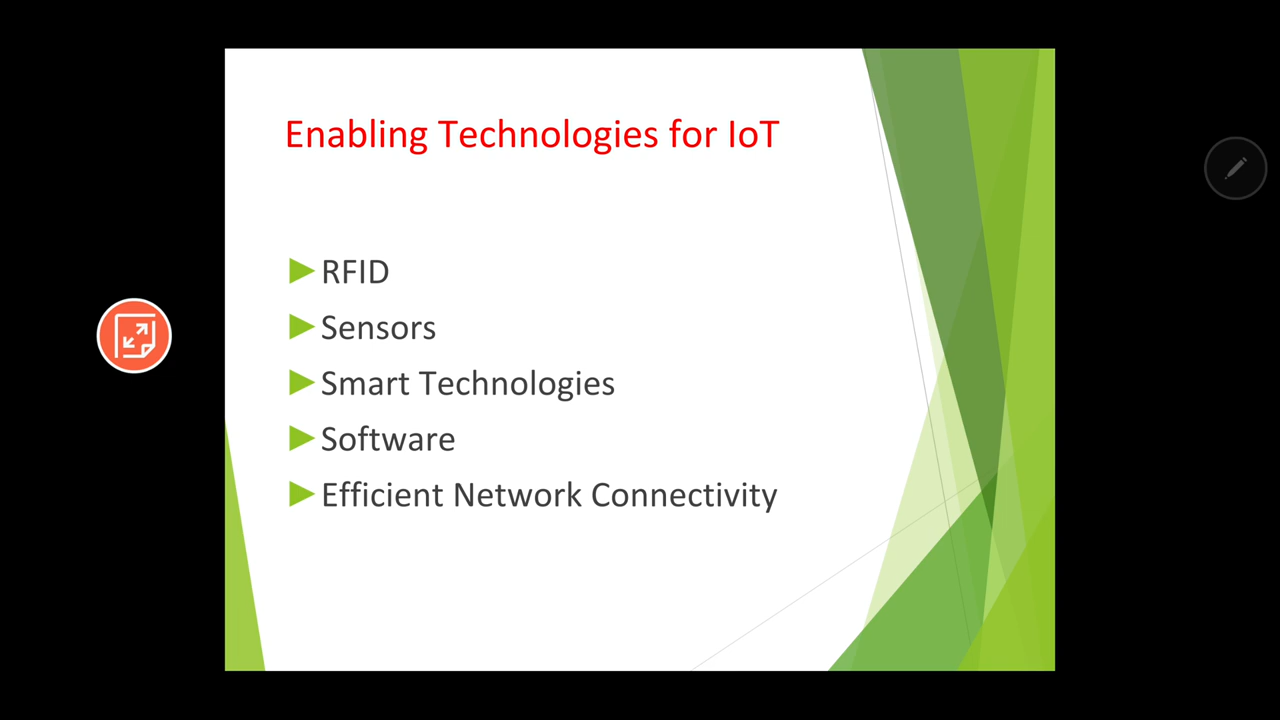 Enabling Technologies for IoT
RFID
Sensors
Smart Technologies
Software
Efficient Network Connectivity